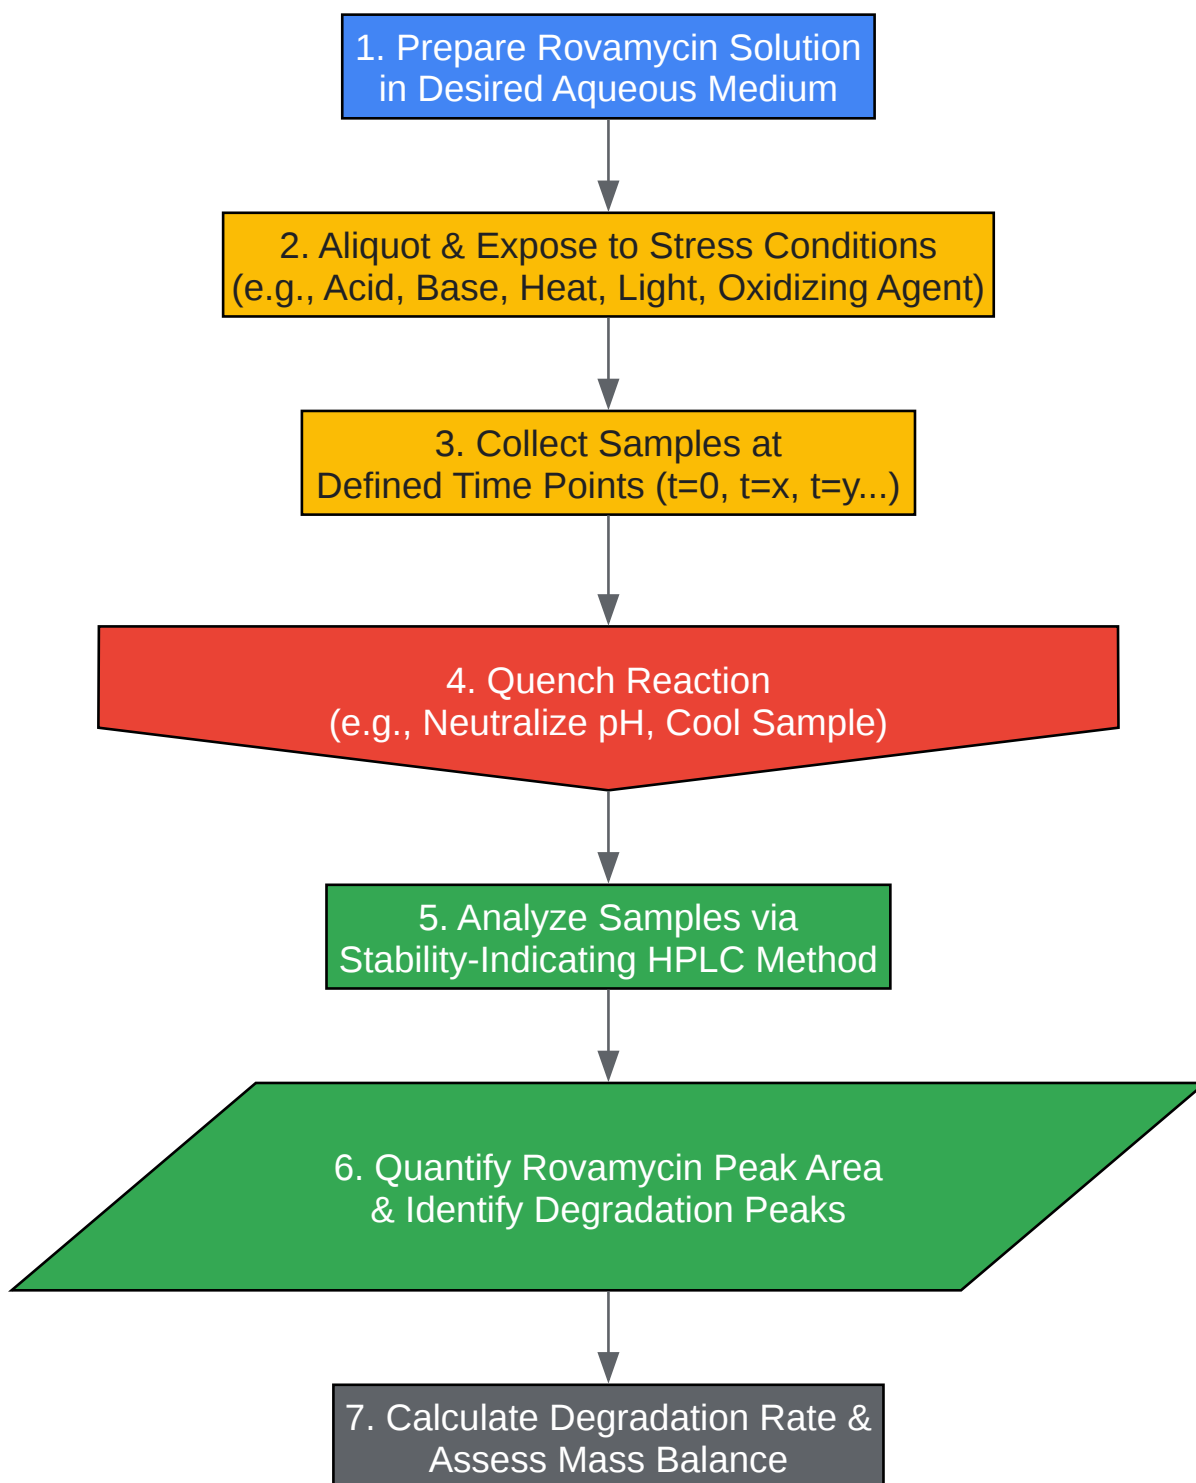 1. Prepare Rovamycin Solution
in Desired Aqueous Medium
2. Aliquot & Expose to Stress Conditions
(e.g., Acid, Base, Heat, Light, Oxidizing Agent)
3. Collect Samples at
Defined Time Points (t=0, t=x, t=y...)
4. Quench Reaction
(e.g., Neutralize pH, Cool Sample)
5. Analyze Samples via
Stability-Indicating HPLC Method
6. Quantify Rovamycin Peak Area
& Identify Degradation Peaks
7. Calculate Degradation Rate &
Assess Mass Balance